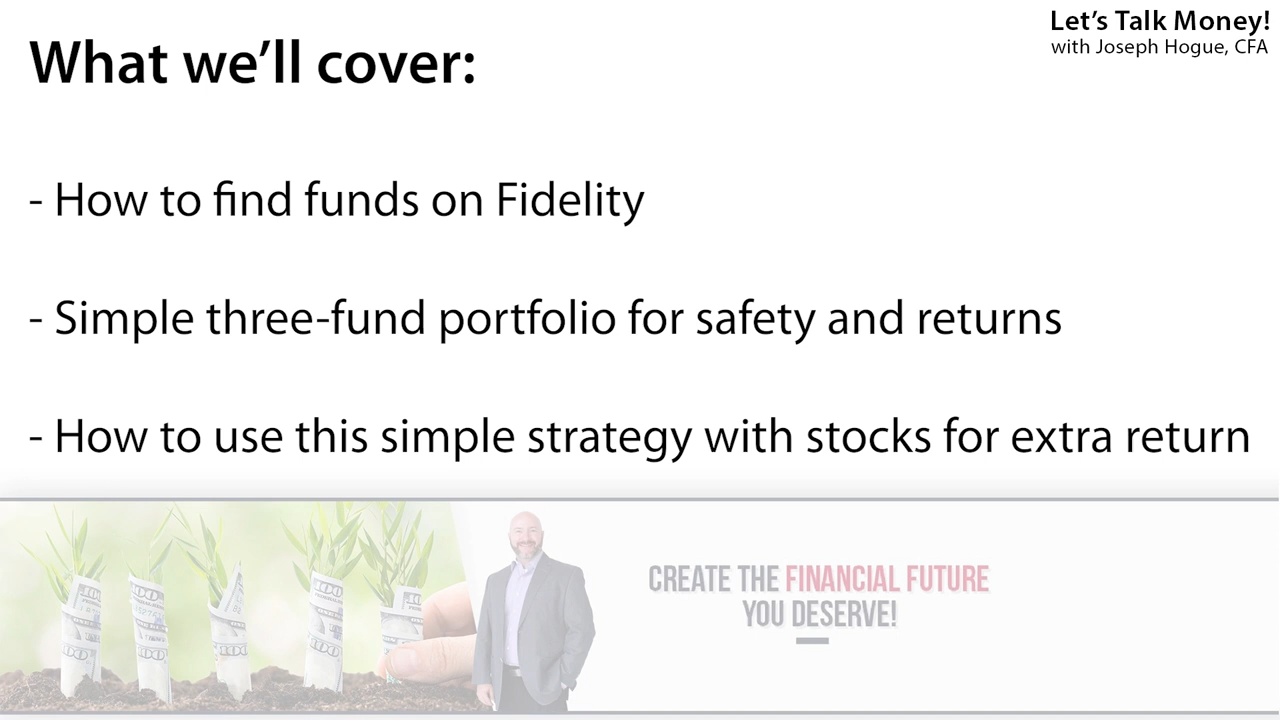 Let's Talk Money!
with Joseph Hogue, CFA
What we'll cover:
- How to find funds on Fidelity
- Simple three-fund portfolio for safety and returns
- How to use this simple strategy with stocks for extra return
CREATE THE FINANCIAL FUTURE
YOU DESERVE!